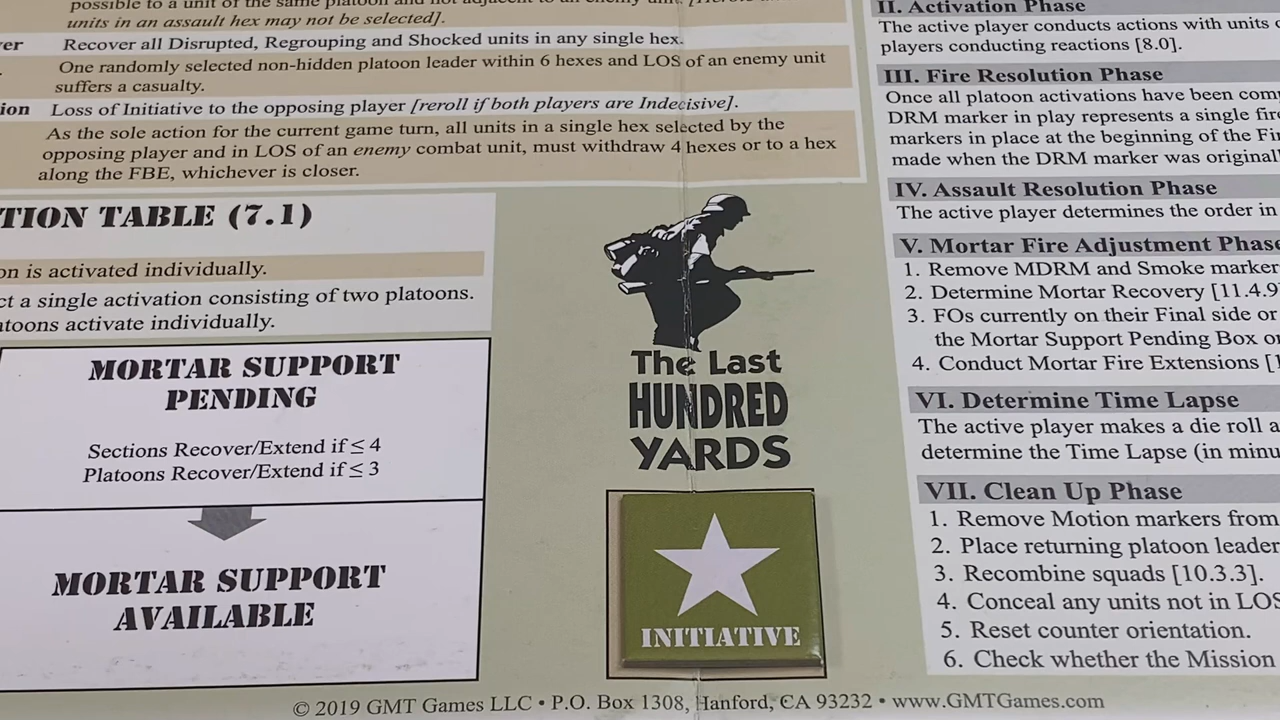 possible to a unit of the same platoon and not adjacent to an enemy unit.
units in an assault hex may not be selected].
ver Recover all Disrupted, Regrouping and Shocked units in any single hex.
One randomly selected non-hidden platoon leader within 6 hexes and LOS of an enemy unit
suffers a casualty.
ion Loss of Initiative to the opposing player [reroll if both players are Indecisive].
As the sole action for the current game turn, all units in a single hex selected by the
opposing player and in LOS of an enemy combat unit, must withdraw 4 hexes or to a hex
along the FBE, whichever is closer.
TION TABLE (7.1)
on is activated individually.
ct a single activation consisting of two platoons.
atoons activate individually.
MORTAR SUPPORT
PENDING
Sections Recover/Extend if ≤ 4
Platoons Recover/Extend if ≤ 3
MORTAR SUPPORT
AVAILABLE
The Last
HUNDRED
YARDS
INITIATIVE
II. Activation Phase
The active player conducts actions with units
players conducting reactions [8.0].
III. Fire Resolution Phase
Once all platoon activations have been com
DRM marker in play represents a single fir
markers in place at the beginning of the Fi
made when the DRM marker was original
IV. Assault Resolution Phase
The active player determines the order in
V. Mortar Fire Adjustment Phase
1. Remove MDRM and Smoke marker
2. Determine Mortar Recovery [11.4.9
3. FOs currently on their Final side or
the Mortar Support Pending Box o
4. Conduct Mortar Fire Extensions [1
VI. Determine Time Lapse
The active player makes a die roll a
determine the Time Lapse (in minu
VII. Clean Up Phase
1. Remove Motion markers from
2. Place returning platoon leader
3. Recombine squads [10.3.3].
4. Conceal any units not in LOS
5. Reset counter orientation.
6. Check whether the Mission
© 2019 GMT Games LLC • P.O. Box 1308, Hanford, CA 93232 • www.GMTGames.com